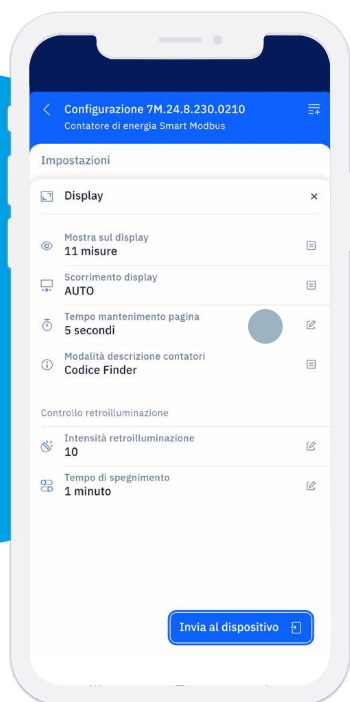 Configurazione 7M.24.8.230.0210
Contatore di energia Smart Modbus
Impostazioni
Display
Mostra sul display
11 misure
Scorrimento display
AUTO
Tempo mantenimento pagina
5 secondi
Modalità descrizione contatori
Codice Finder
Controllo retroilluminazione
Intensità retroilluminazione
10
Tempo di spegnimento
1 minuto
Invia al dispositivo